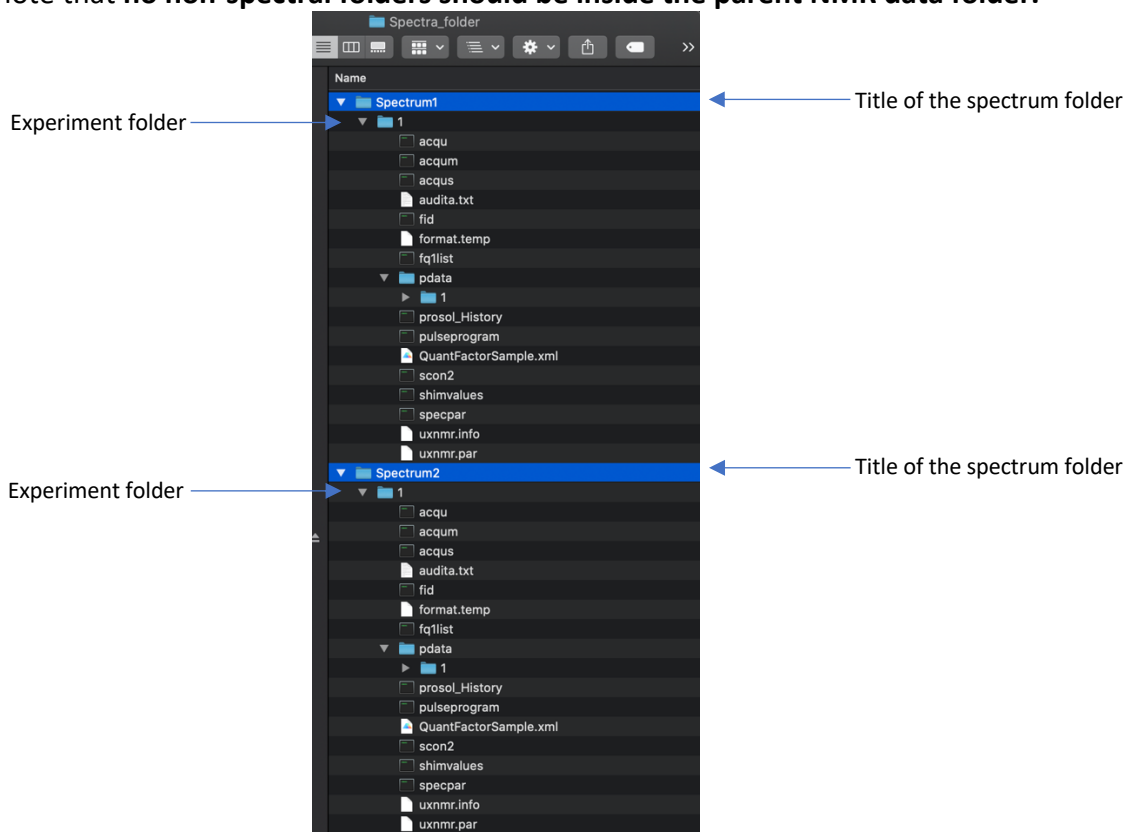 note that no non-spectral folders should be inside the parent NMR data folder.
Spectra_folder
Name
Spectrum1
Title of the spectrum folder
Experiment folder
1
acqu
acqum
acqus
audita.txt
fid
format.temp
fq1list
pdata
1
prosol_History
pulseprogram
QuantFactorSample.xml
scon2
shimvalues
specpar
uxnmr.info
uxnmr.par
Spectrum2
Title of the spectrum folder
Experiment folder
1
acqu
acqum
acqus
audita.txt
fid
format.temp
fq1list
pdata
1
prosol_History
pulseprogram
QuantFactorSample.xml
scon2
shimvalues
specpar
uxnmr.info
uxnmr.par